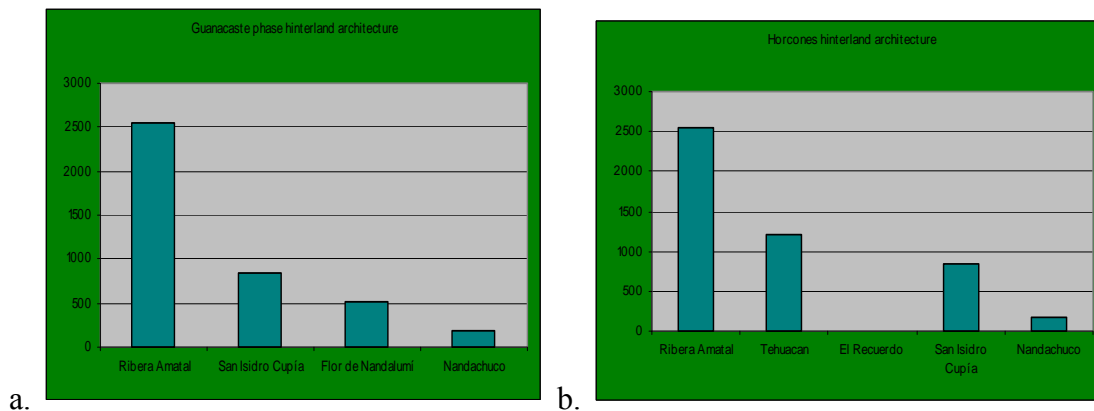 Guanacaste phase hinterland architecture
3000
2500
2000
1500
1000
500
0
Ribera Amatal San Isidro Cupía Flor de Nandalumí Nandachuco
a.
Horcones hinterland architecture
3000
2500
2000
1500
1000
500
0
Ribera Amatal Tehuacan El Recuerdo San Isidro Nandachuco
Cupía
b.